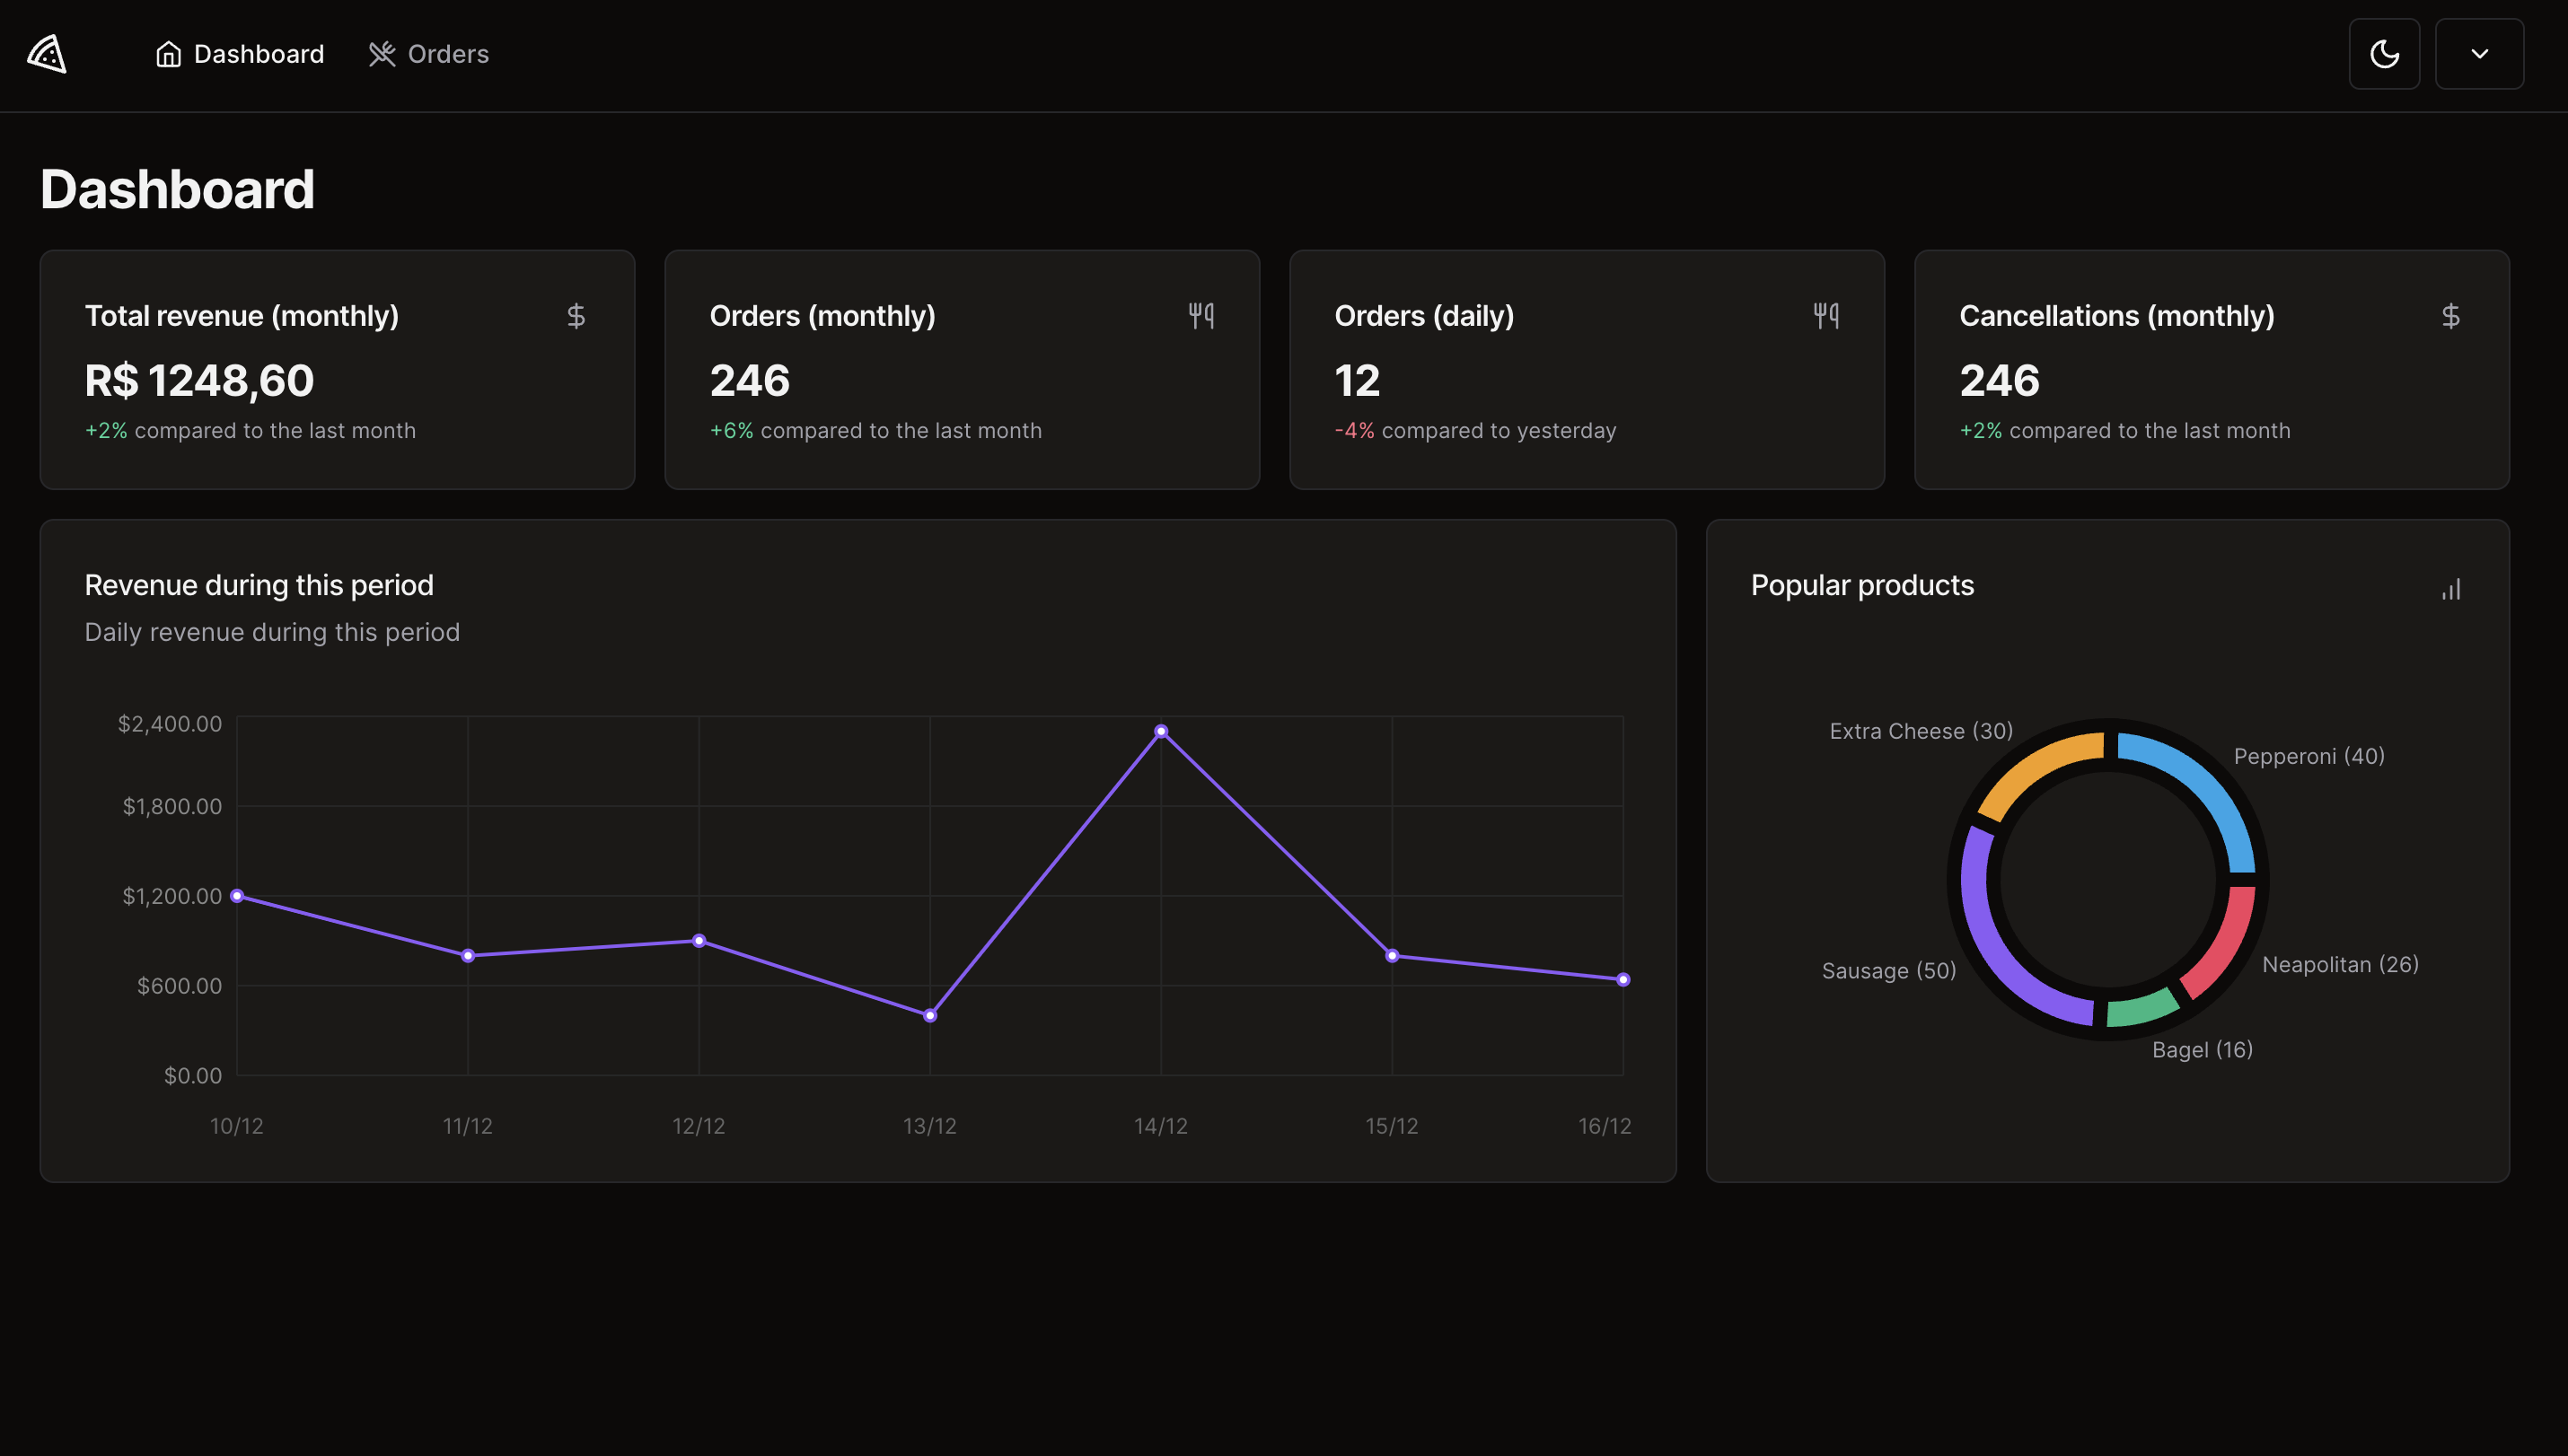 Dashboard
Orders
Dashboard
Total revenue (monthly)
R$ 1248,60
+2% compared to the last month
Orders (monthly)
246
+6% compared to the last month
Orders (daily)
12
-4% compared to yesterday
Cancellations (monthly)
246
+2% compared to the last month
Revenue during this period
Daily revenue during this period
$2,400.00
$1,800.00
$1,200.00
$600.00
$0.00
10/12
11/12
12/12
13/12
14/12
15/12
16/12
Popular products
Extra Cheese (30)
Pepperoni (40)
Sausage (50)
Neapolitan (26)
Bagel (16)